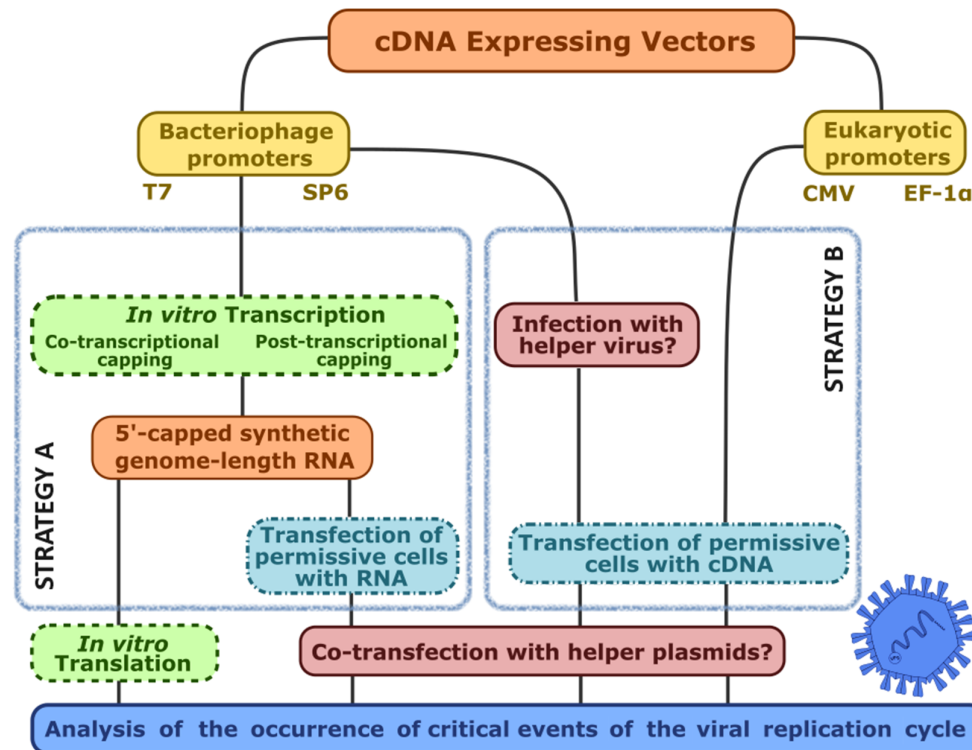 cDNA Expressing Vectors
Bacteriophage
promoters
T7
SP6
Eukaryotic
promoters
CMV
EF-1α
STRATEGY A
In vitro Transcription
Co-transcriptional
capping
Post-transcriptional
capping
5'-capped synthetic
genome-length RNA
Transfection of
permissive cells
with RNA
STRATEGY B
Infection with
helper virus?
Transfection of permissive
cells with cDNA
In vitro
Translation
Co-transfection with helper plasmids?
Analysis of the occurrence of critical events of the viral replication cycle